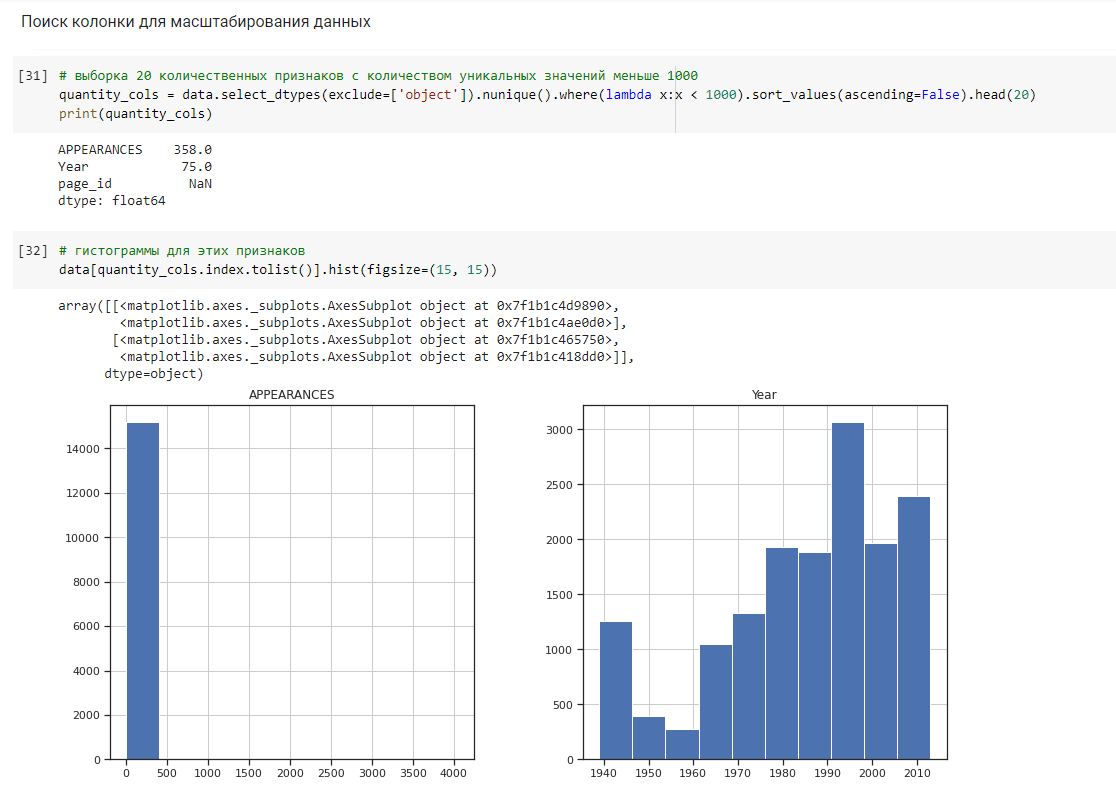 Поиск колонки для масштабирования данных
[31] # выборка 20 количественных признаков с количеством уникальных значений меньше 1000
quantity_cols = data.select_dtypes(exclude=['object']).nunique().where(lambda x:x < 1000).sort_values(ascending=False).head(20)
print(quantity_cols)
APPEARANCES 358.0
Year 75.0
page_id NaN
dtype: float64
[32] # гистограммы для этих признаков
data[quantity_cols.index.tolist()].hist(figsize=(15, 15))
array([[<matplotlib.axes._subplots.AxesSubplot object at 0x7f1b1c4d9890>,
<matplotlib.axes._subplots.AxesSubplot object at 0x7f1b1c4ae0d0>],
[<matplotlib.axes._subplots.AxesSubplot object at 0x7f1b1c465750>,
<matplotlib.axes._subplots.AxesSubplot object at 0x7f1b1c418dd0>]],
dtype=object)
APPEARANCES
14000
12000
10000
8000
6000
4000
2000
0
0 500 1000 1500 2000 2500 3000 3500 4000
Year
3000
2500
2000
1500
1000
500
0
1940 1950 1960 1970 1980 1990 2000 2010